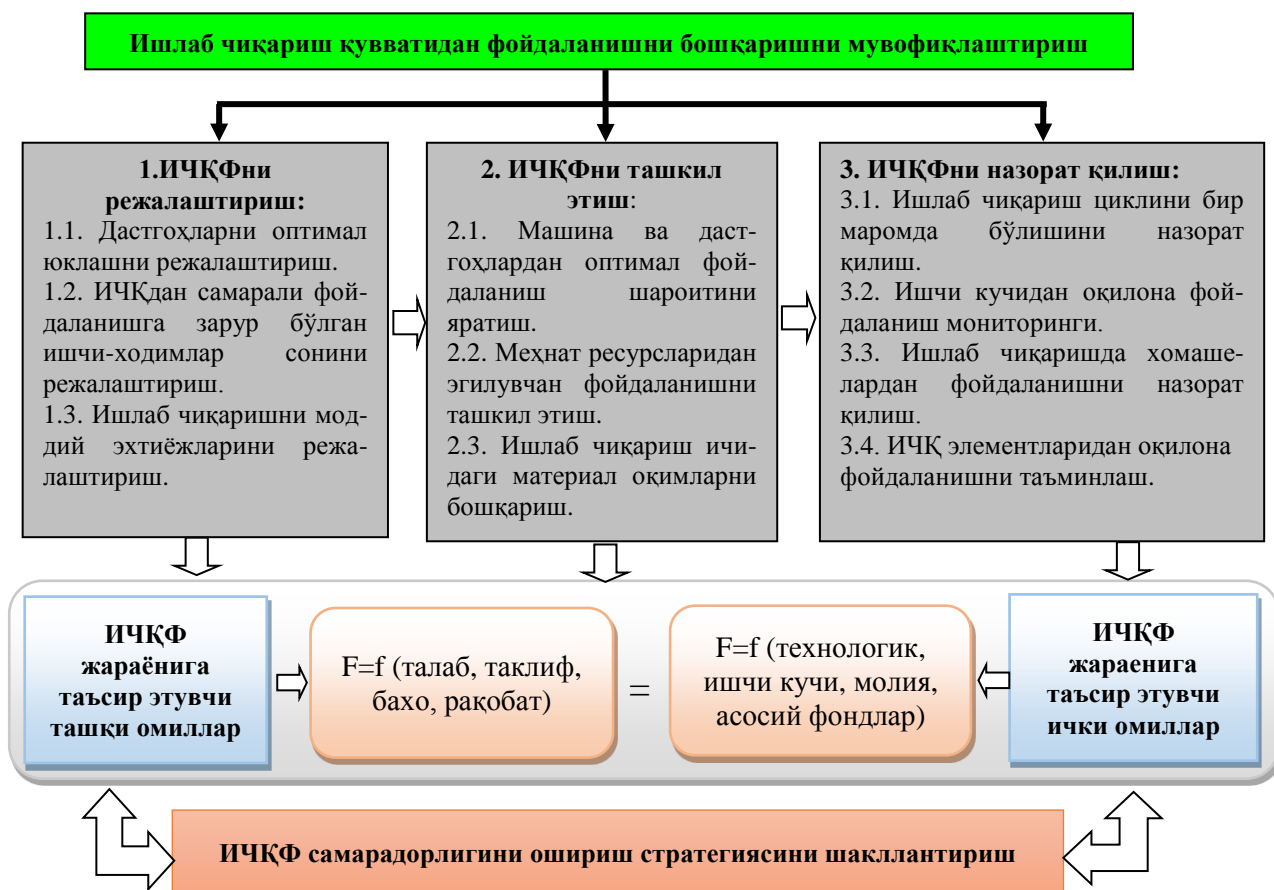 Ишлаб чиқариш қувватидан фойдаланишни бошқаришни мувофиқлаштириш
1.ИЧҚФни
режалаштириш:
1.1. Дастгоҳларни оптимал
юклашни режалаштириш.
1.2. ИЧҚдан самарали фой-
даланишга зарур бўлган
ишчи-ходимлар сонини
режалаштириш.
1.3. Ишлаб чиқаришни мод-
дий эҳтиёжларини режа-
лаштириш.
2. ИЧҚФни ташкил
этиш:
2.1. Машина ва даст-
гоҳлардан оптимал фой-
даланиш шароитини
яратиш.
2.2. Меҳнат ресурсларидан
эгилувчан фойдаланишни
ташкил этиш.
2.3. Ишлаб чиқариш ичи-
даги материал оқимларни
бошқариш.
3. ИЧҚФни назорат қилиш:
3.1. Ишлаб чиқариш циклини бир
маромда бўлишини назорат
қилиш.
3.2. Ишчи кучидан оқилона фой-
даланиш мониторинги.
3.3. Ишлаб чиқаришда хомаше-
лардан фойдаланишни назорат
қилиш.
3.4. ИЧҚ элементларидан оқилона
фойдаланишни таъминлаш.
ИЧҚФ
жараёнига
таъсир этувчи
ташқи омиллар
F=f (талаб, таклиф,
бахо, рақобат)
=
F=f (технологик,
ишчи кучи, молия,
асосий фондлар)
ИЧҚФ
жараенига
таъсир этувчи
ички омиллар
ИЧҚФ самарадорлигини ошириш стратегиясини шакллантириш